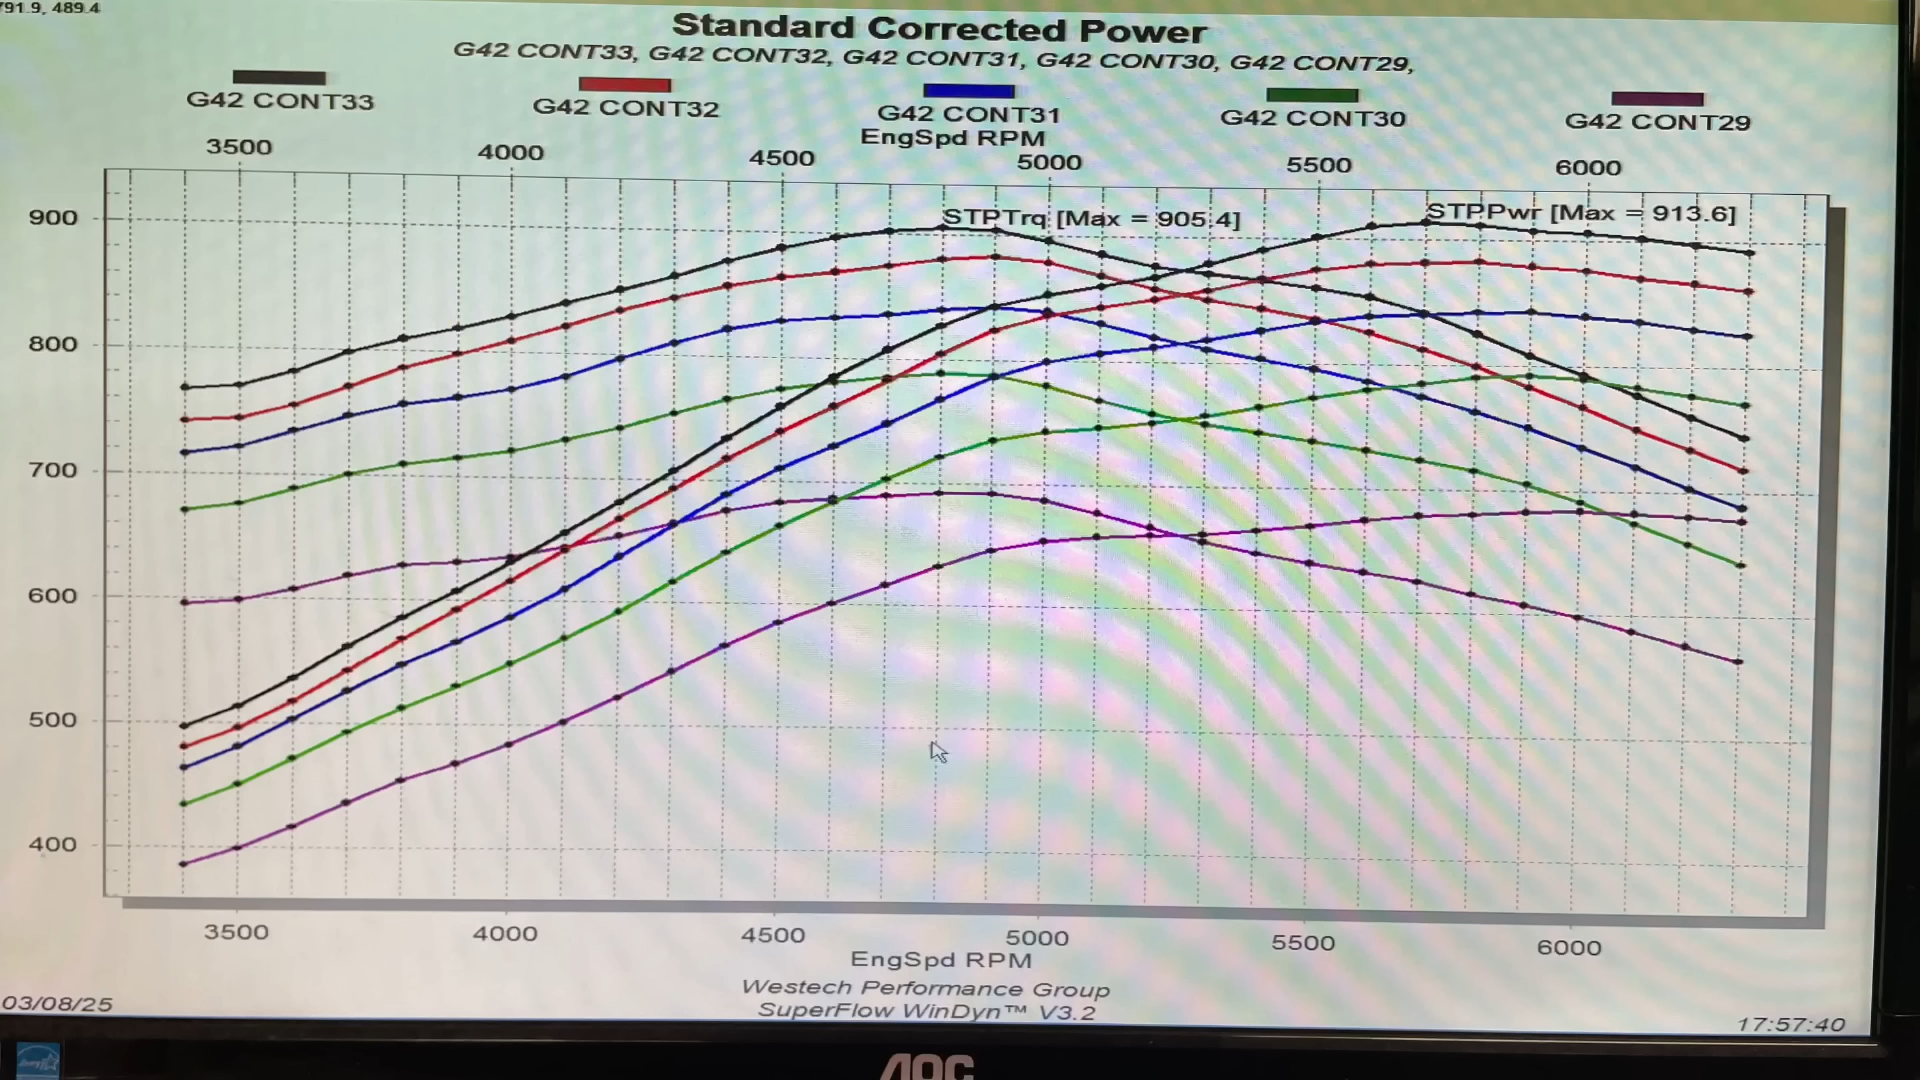 791.9, 489.4
Standard Corrected Power
G42 CONT33, G42 CONT32, G42 CONT31, G42 CONT30, G42 CONT29,
G42 CONT33
G42 CONT32
G42 CONT31
G42 CONT30
G42 CONT29
EngSpd RPM
3500 4000 4500 5000 5500 6000
STPTrq [Max = 905.4]
STPPwr [Max = 913.6]
900
800
700
600
500
400
3500 4000 4500 5000 5500 6000
EngSpd RPM
Westech Performance Group
SuperFlow WinDyn™ V3.2
03/08/25
17:57:40
AOC